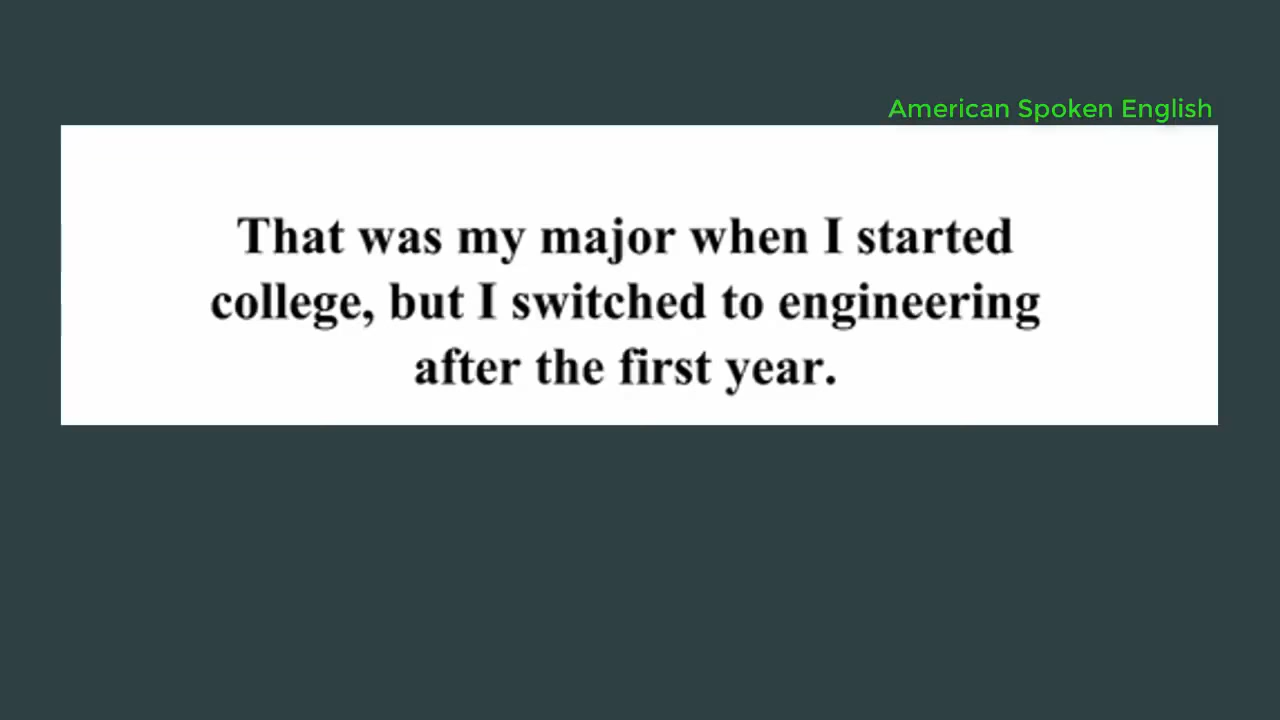 American Spoken English
That was my major when I started
college, but I switched to engineering
after the first year.